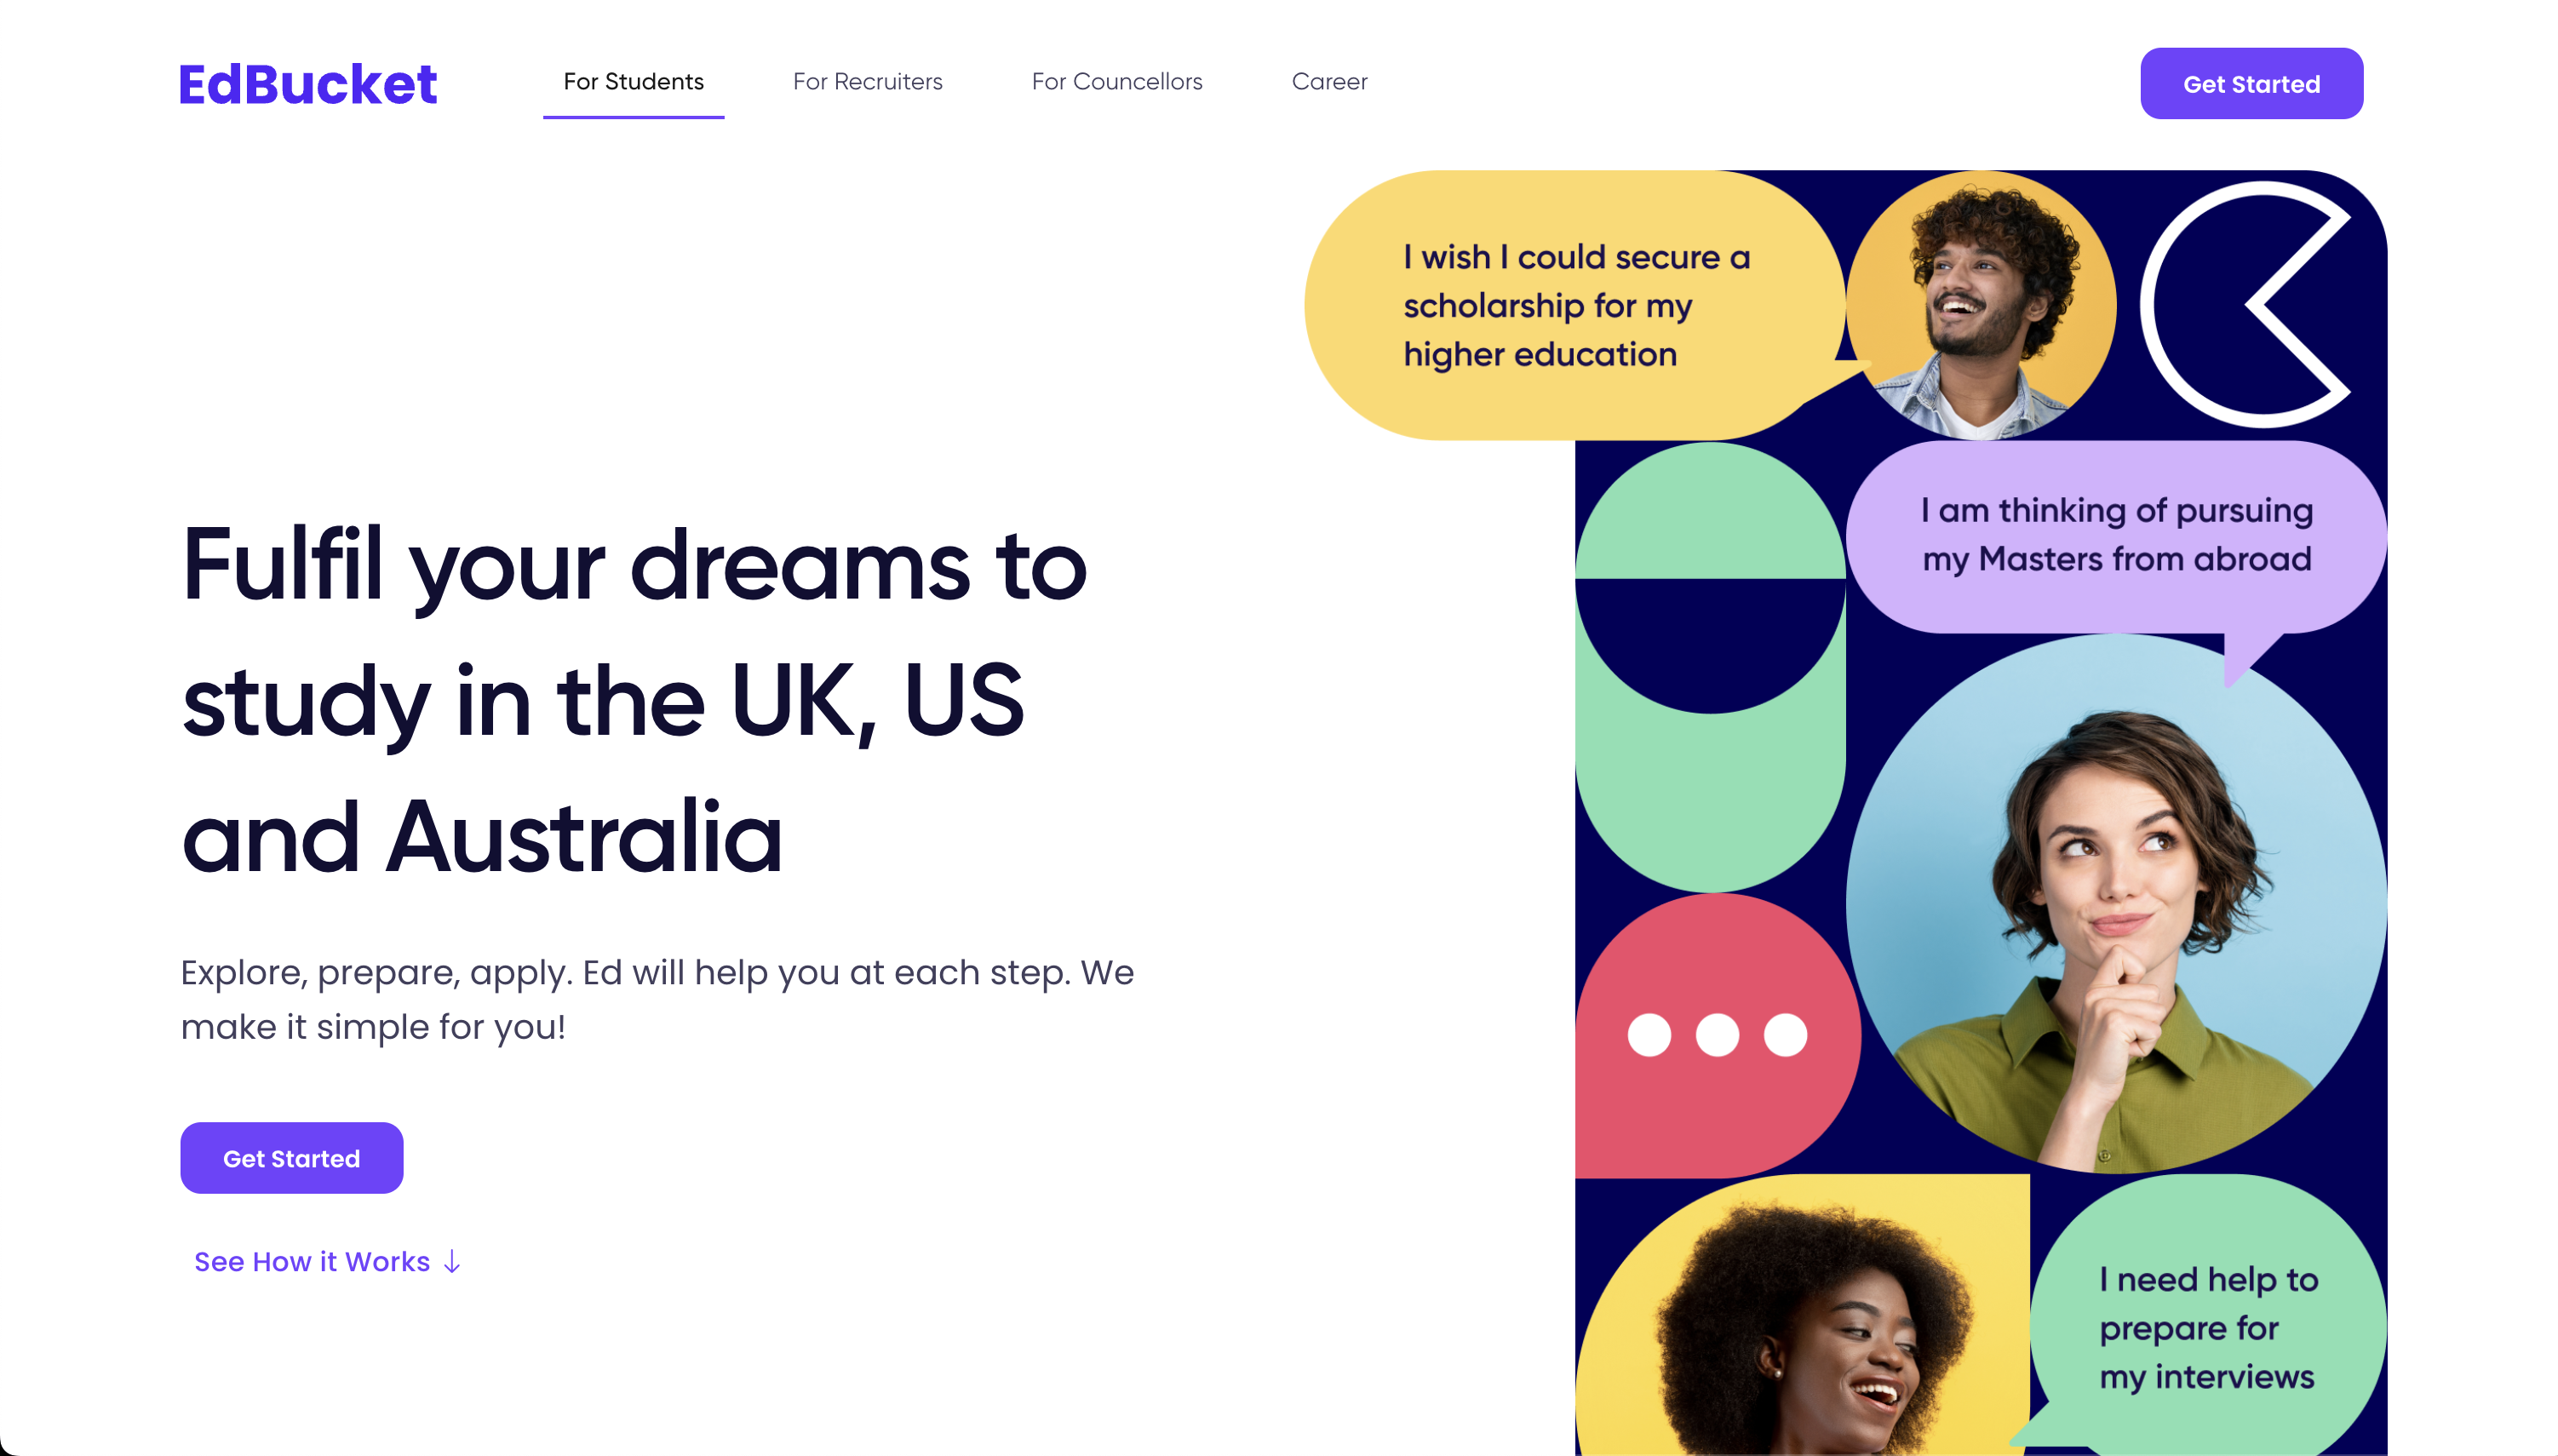 EdBucket
For Students
For Recruiters
For Councellors
Career
Get Started
Fulfil your dreams to
study in the UK, US
and Australia
Explore, prepare, apply. Ed will help you at each step. We
make it simple for you!
Get Started
See How it Works ↓
I wish I could secure a
scholarship for my
higher education
I am thinking of pursuing
my Masters from abroad
I need help to
prepare for
my interviews